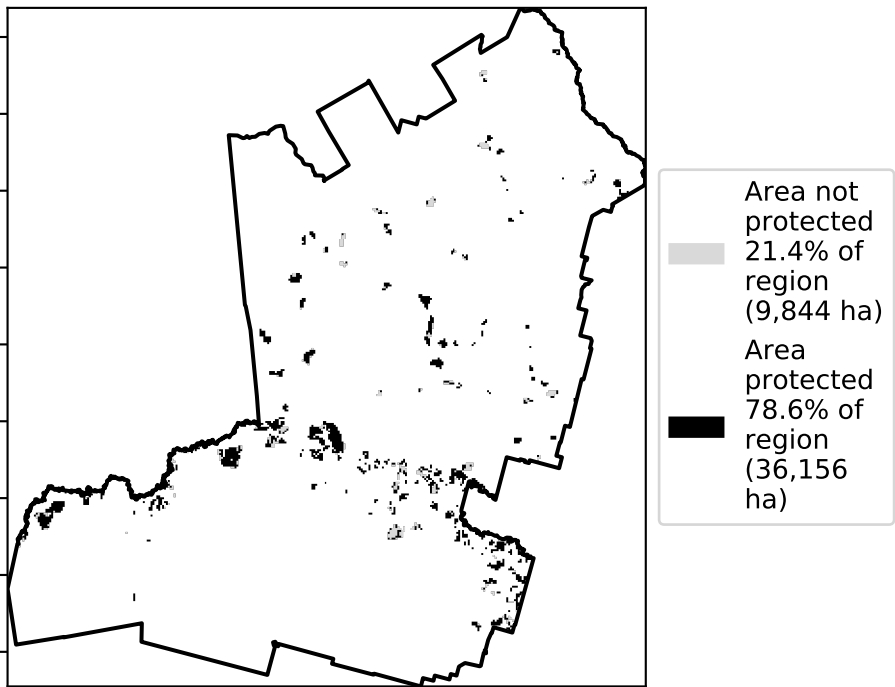 Area not
protected
21.4% of
region
(9,844 ha)
Area
protected
78.6% of
region
(36,156
ha)